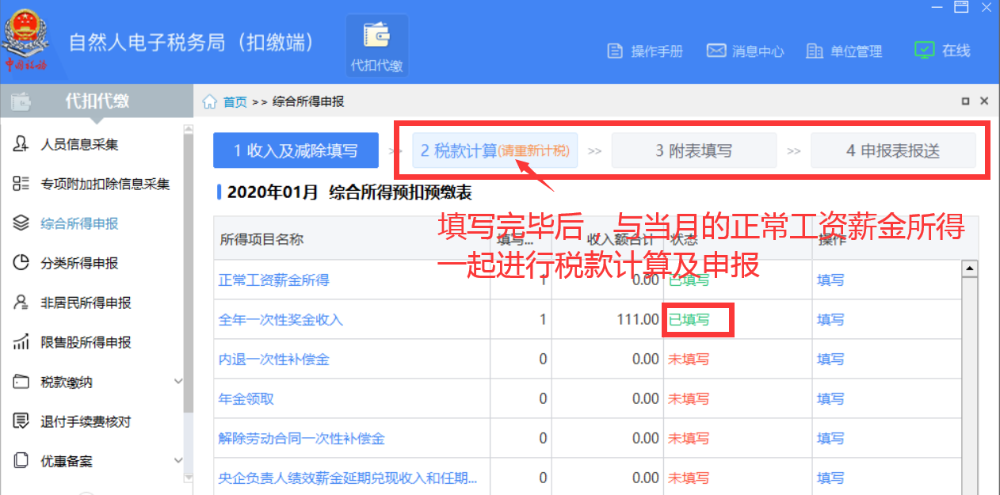 中国税务
自然人电子税务局（扣缴端）
代扣代缴
操作手册
消息中心
单位管理
在线
代扣代缴
首页 >> 综合所得申报
人员信息采集
专项附加扣除信息采集
综合所得申报
分类所得申报
非居民所得申报
限售股所得申报
税款缴纳
退付手续费核对
优惠备案
1 收入及减除填写 >> 2 税款计算(请重新计税) >> 3 附表填写 >> 4 申报表报送
2020年01月 综合所得预扣预缴表
填写完毕后，与当月的正常工资薪金所得
一起进行税款计算及申报
所得项目名称 填写... 收入额合计 状态 操作
正常工资薪金所得 1 0.00 已填写 填写
全年一次性奖金收入 1 111.00 已填写 填写
内退一次性补偿金 0 0.00 未填写 填写
年金领取 0 0.00 未填写 填写
解除劳动合同一次性补偿金 0 0.00 未填写 填写
央企负责人绩效薪金延期兑现收入和任期... 0 0.00 未填写 填写